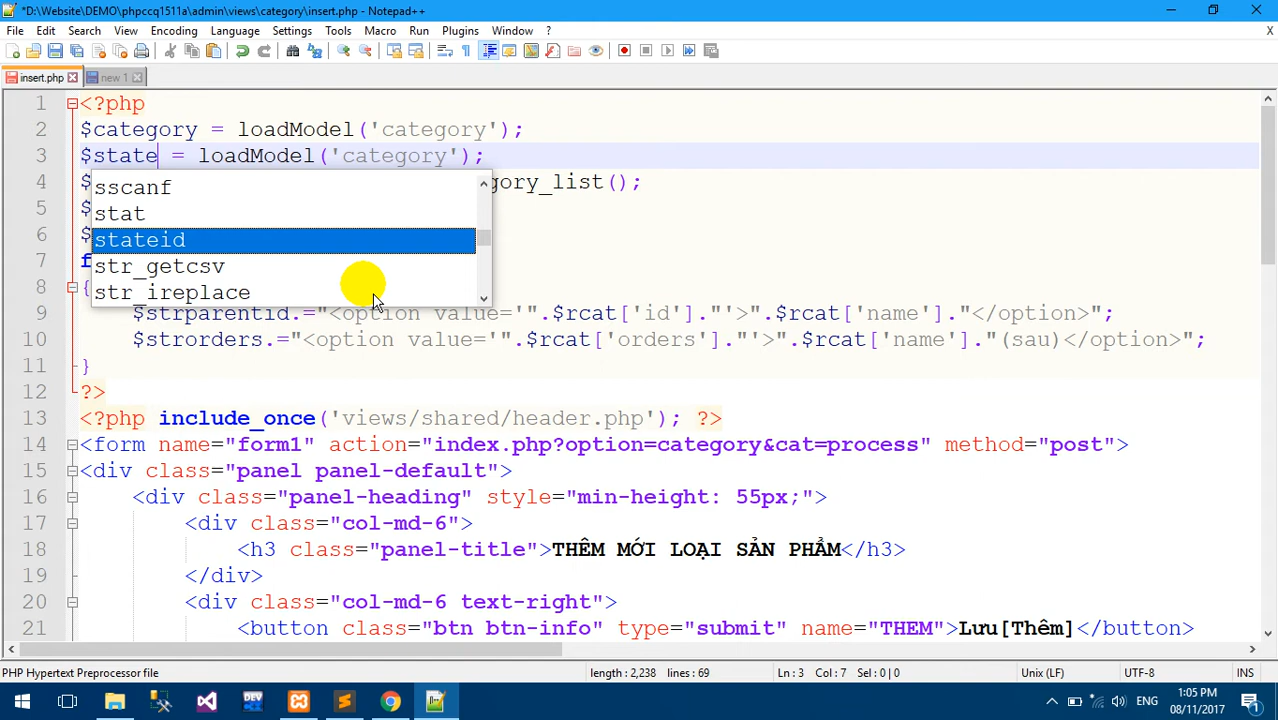 *D:\Website\DEMO\phpccq1511a\admin\views\category\insert.php - Notepad++
File Edit Search View Encoding Language Settings Tools Macro Run Plugins Window ? X
insert.php new 1
1 <?php
2 $category = loadModel('category');
3 $state = loadModel('category');
4 $ gory_list();
sscanf
5 $
stat
6 $
stateid
7 f
str_getcsv
8 {
str_ireplace
9 $strparentid.="<option value='".$rcat['id']."'>".$rcat['name']."</option>";
10 $strorders.="<option value='".$rcat['orders']."'>".$rcat['name']."(sau)</option>";
11 }
12 ?>
13 <?php include_once('views/shared/header.php'); ?>
14 <form name="form1" action="index.php?option=category&cat=process" method="post">
15 <div class="panel panel-default">
16 <div class="panel-heading" style="min-height: 55px;">
17 <div class="col-md-6">
18 <h3 class="panel-title">THÊM MỚI LOẠI SẢN PHẨM</h3>
19 </div>
20 <div class="col-md-6 text-right">
21 <button class="btn btn-info" type="submit" name="THEM">Lưu[Thêm]</button>
PHP Hypertext Preprocessor file length : 2,238 lines : 69 Ln : 3 Col : 7 Sel : 0 | 0 Unix (LF) UTF-8 INS
ENG 1:05 PM
08/11/2017